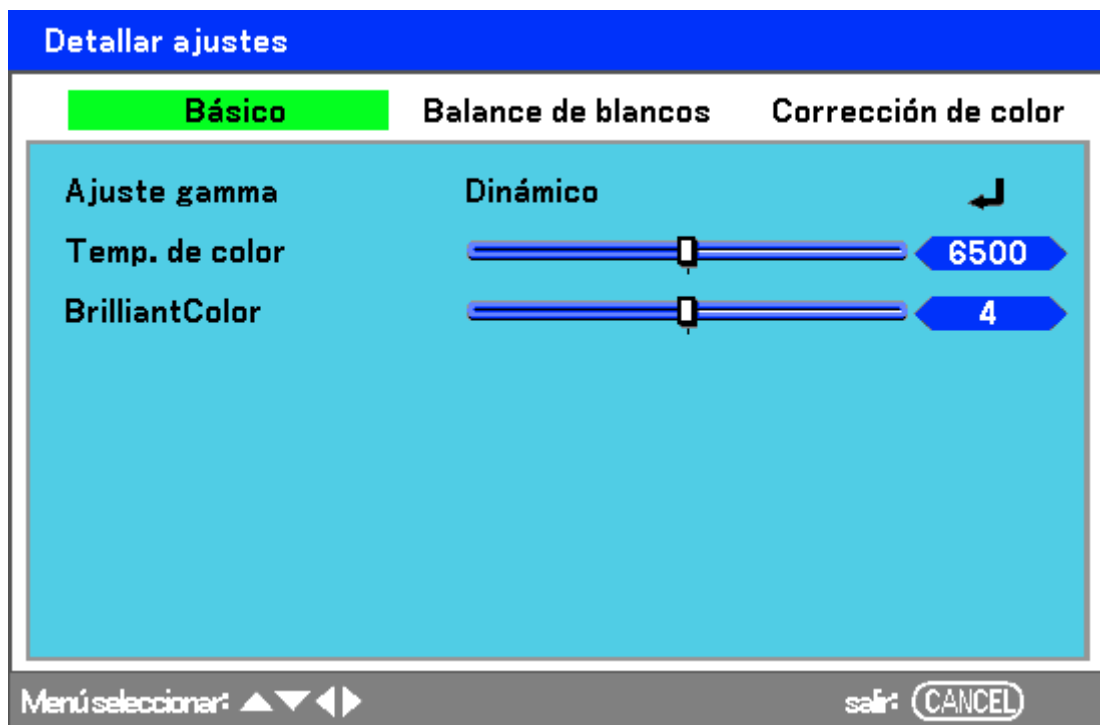 Detallar ajustes
Básico Balance de blancos Corrección de color
Ajuste gamma Dinámico
Temp. de color 6500
BrilliantColor 4
Menú seleccionar: salir: CANCEL